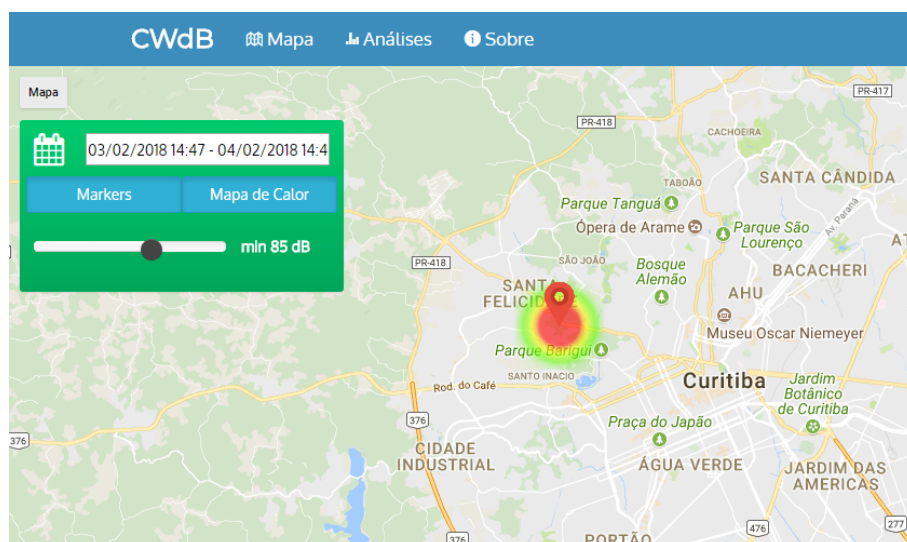 CWdB Mapa Análises Sobre
Mapa
03/02/2018 14:47 - 04/02/2018 14:4
Markers Mapa de Calor
min 85 dB
PR-417
PR-418
CACHOEIRA
TABOÃO
SANTA CÂNDIDA
Parque Tanguá
Ópera de Arame
Parque São
Lourenço
Av. Paraná
PR-418
SÃO JOÃO
Bosque
Alemão
BACACHERI
SANTA
FELICIDADE
AHU
Museu Oscar Niemeyer
Parque Barigui
SANTO INACIO
Rod. do Café
Curitiba
Jardim
Botânico
de Curitiba
376
Praça do Japão
376
CIDADE
INDUSTRIAL
ÁGUA VERDE
JARDIM DAS
AMERICAS
476
277
376
PORTÃO